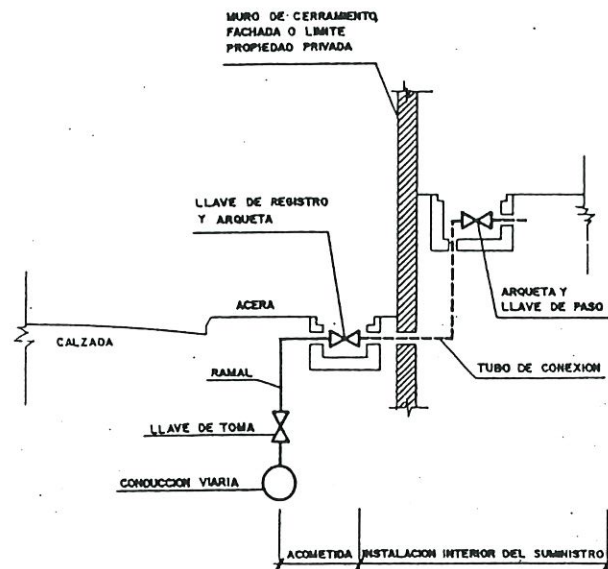 MURO DE CERRAMIENTO,
FACHADA O LIMITE
PROPIEDAD PRIVADA
LLAVE DE REGISTRO
Y ARQUETA
ARQUETA Y
LLAVE DE PASO
ACERA
CALZADA
TUBO DE CONEXION
RAMAL
LLAVE DE TOMA
CONDUCCION VIARIA
ACOMETIDA
INSTALACION INTERIOR DEL SUMINISTRO